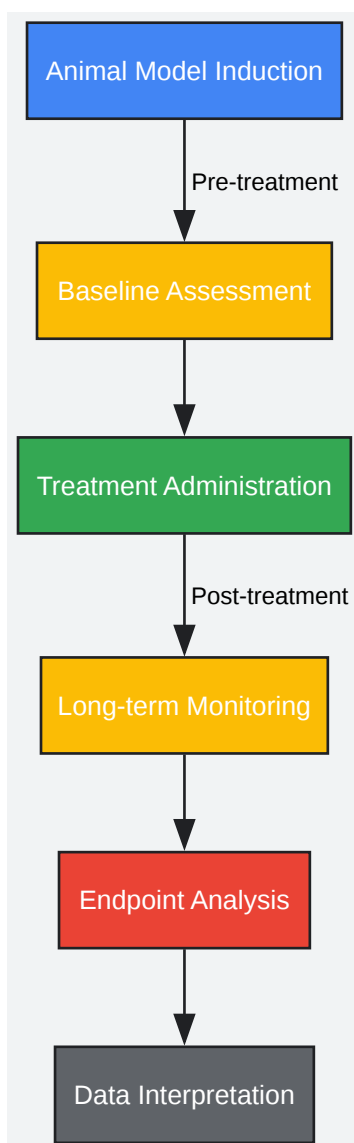 Animal Model Induction
Pre-treatment
Baseline Assessment
Treatment Administration
Post-treatment
Long-term Monitoring
Endpoint Analysis
Data Interpretation